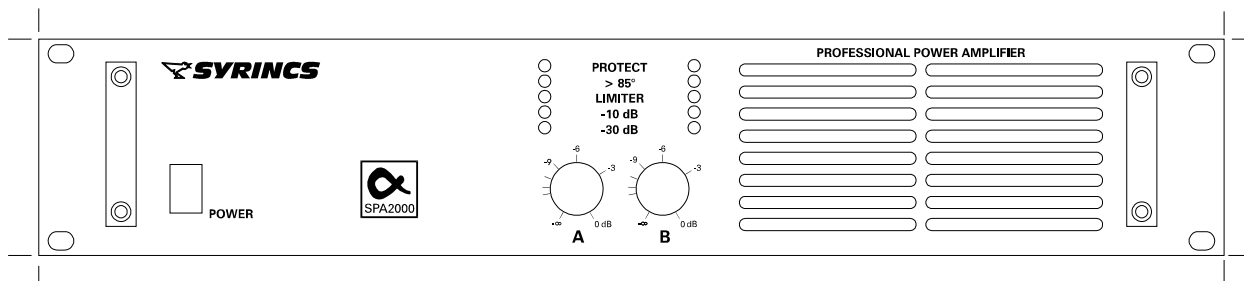 PROFESSIONAL POWER AMPLIFIER
SYRINCS
PROTECT
> 85°
LIMITER
-10 dB
-30 dB
-6 -6
-9 -3 -9 -3
SPA2000
POWER
-∞ 0 dB -∞ 0 dB
A B